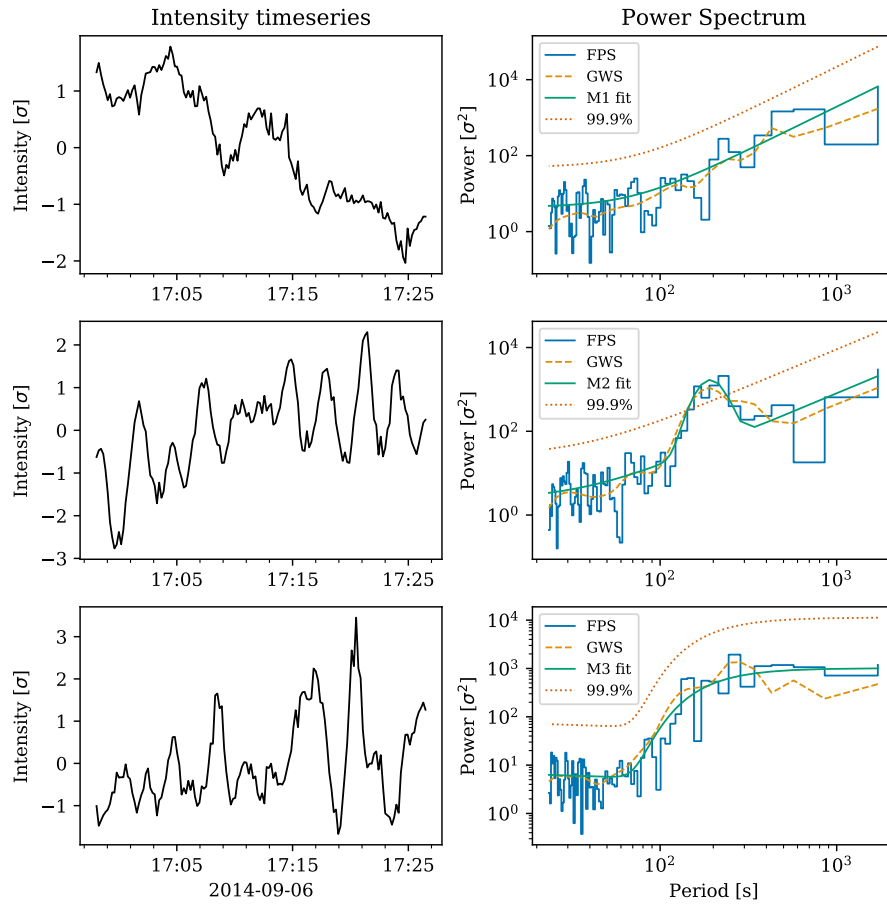 Intensity timeseries
Power Spectrum
Intensity [σ]
1
0
−1
−2
17:05
17:15
17:25
Power [σ²]
10⁴
10²
10⁰
FPS
GWS
M1 fit
99.9%
10²
10³
Intensity [σ]
2
1
0
−1
−2
−3
17:05
17:15
17:25
Power [σ²]
10⁴
10²
10⁰
FPS
GWS
M2 fit
99.9%
10²
10³
Intensity [σ]
3
2
1
0
−1
17:05
17:15
17:25
2014-09-06
Power [σ²]
10⁴
10³
10²
10¹
10⁰
FPS
GWS
M3 fit
99.9%
10²
10³
Period [s]